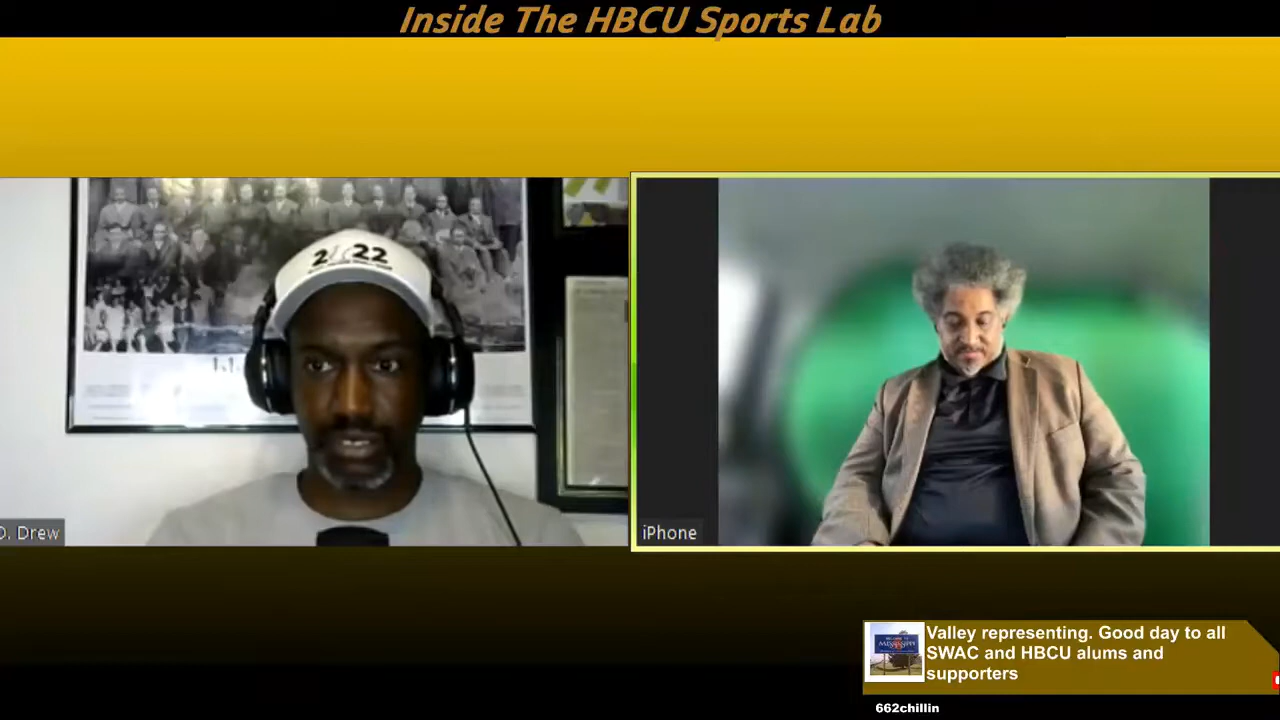 Inside The HBCU Sports Lab
2022
D. Drew
iPhone
MISSISSIPPI
Valley representing. Good day to all
SWAC and HBCU alums and
supporters
662chillin